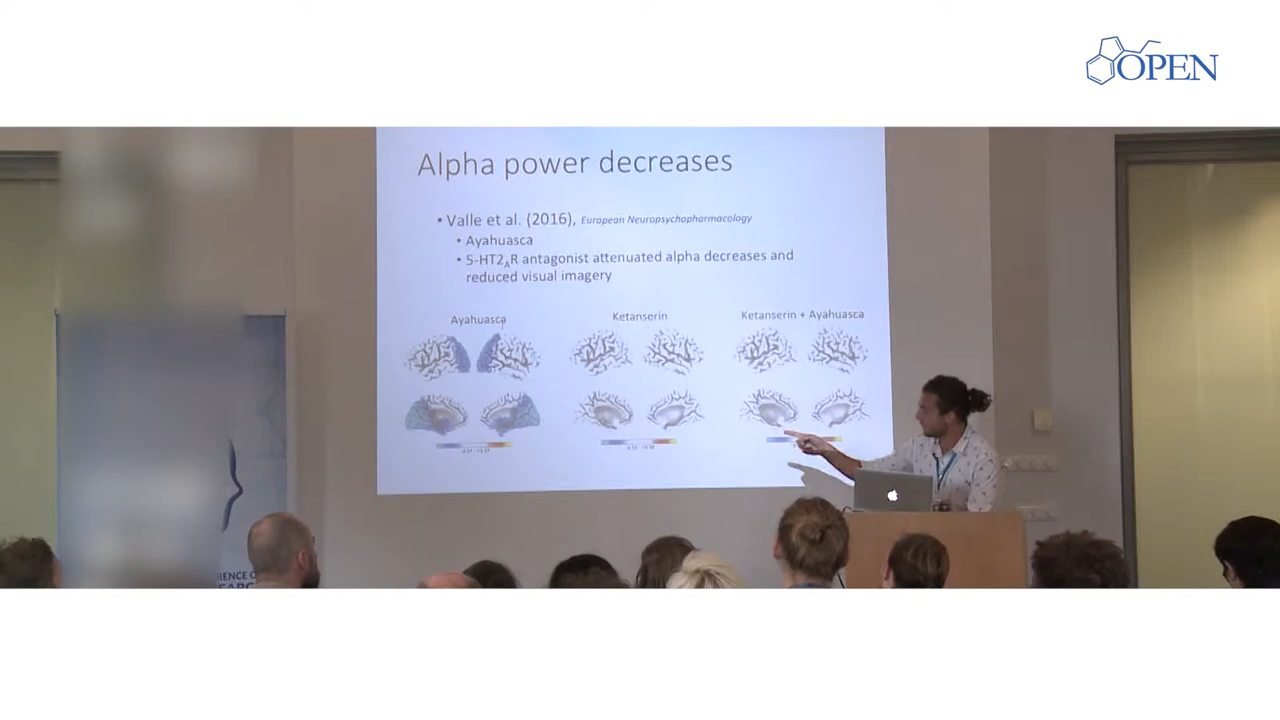 OPEN
Alpha power decreases
• Valle et al. (2016), European Neuropsychopharmacology
• Ayahuasca
• 5-HT2AR antagonist attenuated alpha decreases and
reduced visual imagery
Ayahuasca
Ketanserin
Ketanserin + Ayahuasca